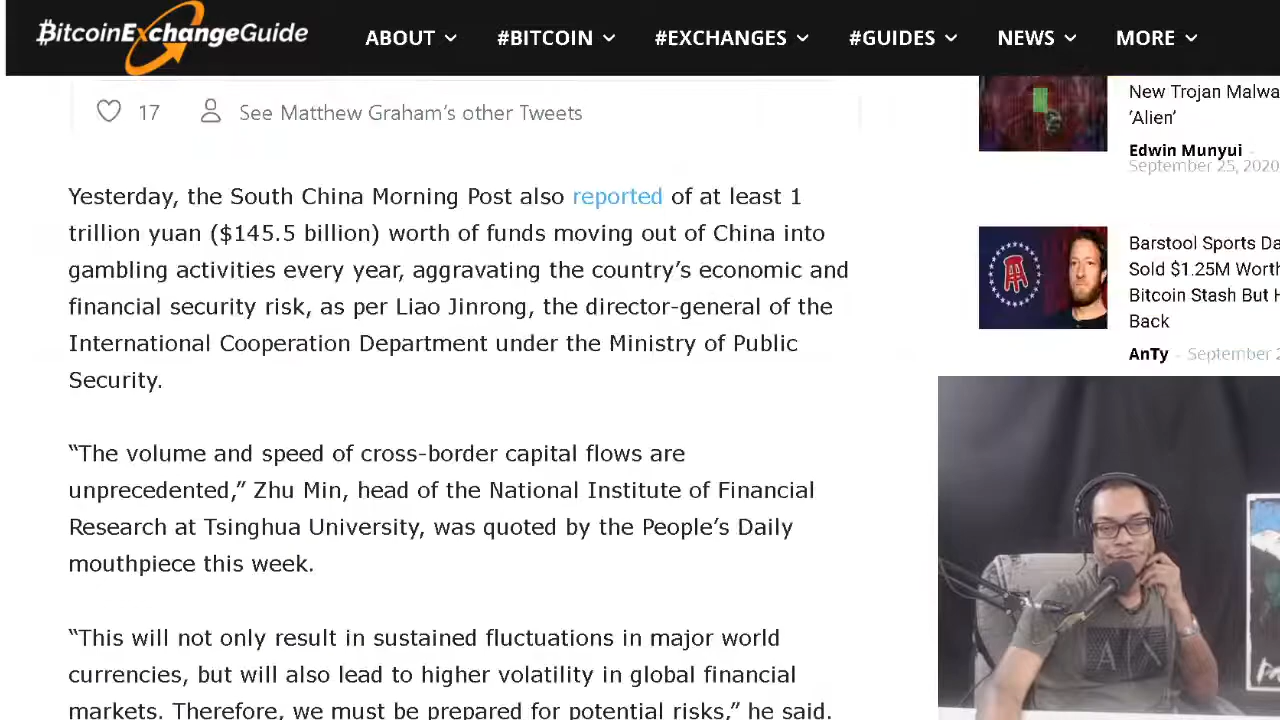 BitcoinExchangeGuide
ABOUT
#BITCOIN
#EXCHANGES
#GUIDES
NEWS
MORE
17
See Matthew Graham's other Tweets
Yesterday, the South China Morning Post also reported of at least 1
trillion yuan ($145.5 billion) worth of funds moving out of China into
gambling activities every year, aggravating the country's economic and
financial security risk, as per Liao Jinrong, the director-general of the
International Cooperation Department under the Ministry of Public
Security.
“The volume and speed of cross-border capital flows are
unprecedented,” Zhu Min, head of the National Institute of Financial
Research at Tsinghua University, was quoted by the People's Daily
mouthpiece this week.
“This will not only result in sustained fluctuations in major world
currencies, but will also lead to higher volatility in global financial
markets. Therefore, we must be prepared for potential risks,” he said.
New Trojan Malwa
‘Alien’
Edwin Munyui -
September 25, 2020
Barstool Sports Da
Sold $1.25M Worth
Bitcoin Stash But H
Back
AnTy - September 2